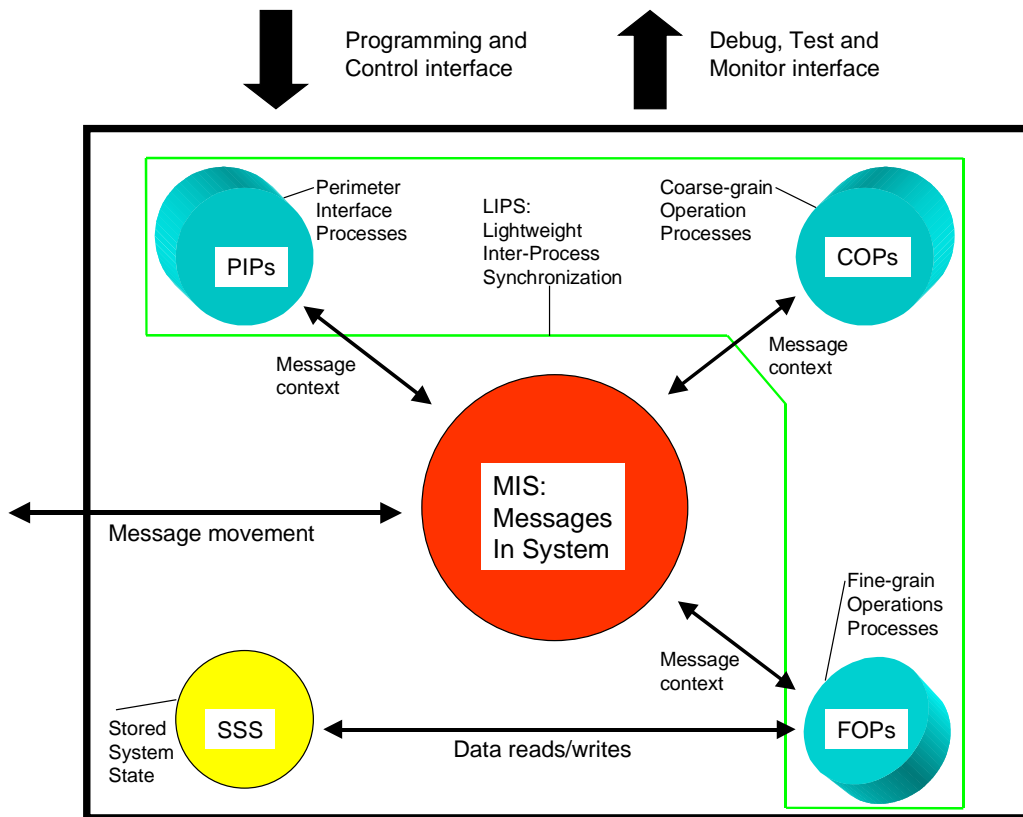 Programming and
Control interface
Debug, Test and
Monitor interface
Perimeter
Interface
Processes
PIPs
LIPS:
Lightweight
Inter-Process
Synchronization
Coarse-grain
Operation
Processes
COPs
Message
context
Message
context
MIS:
Messages
In System
Message movement
Fine-grain
Operations
Processes
Message
context
Stored
System
State
SSS
Data reads/writes
FOPs